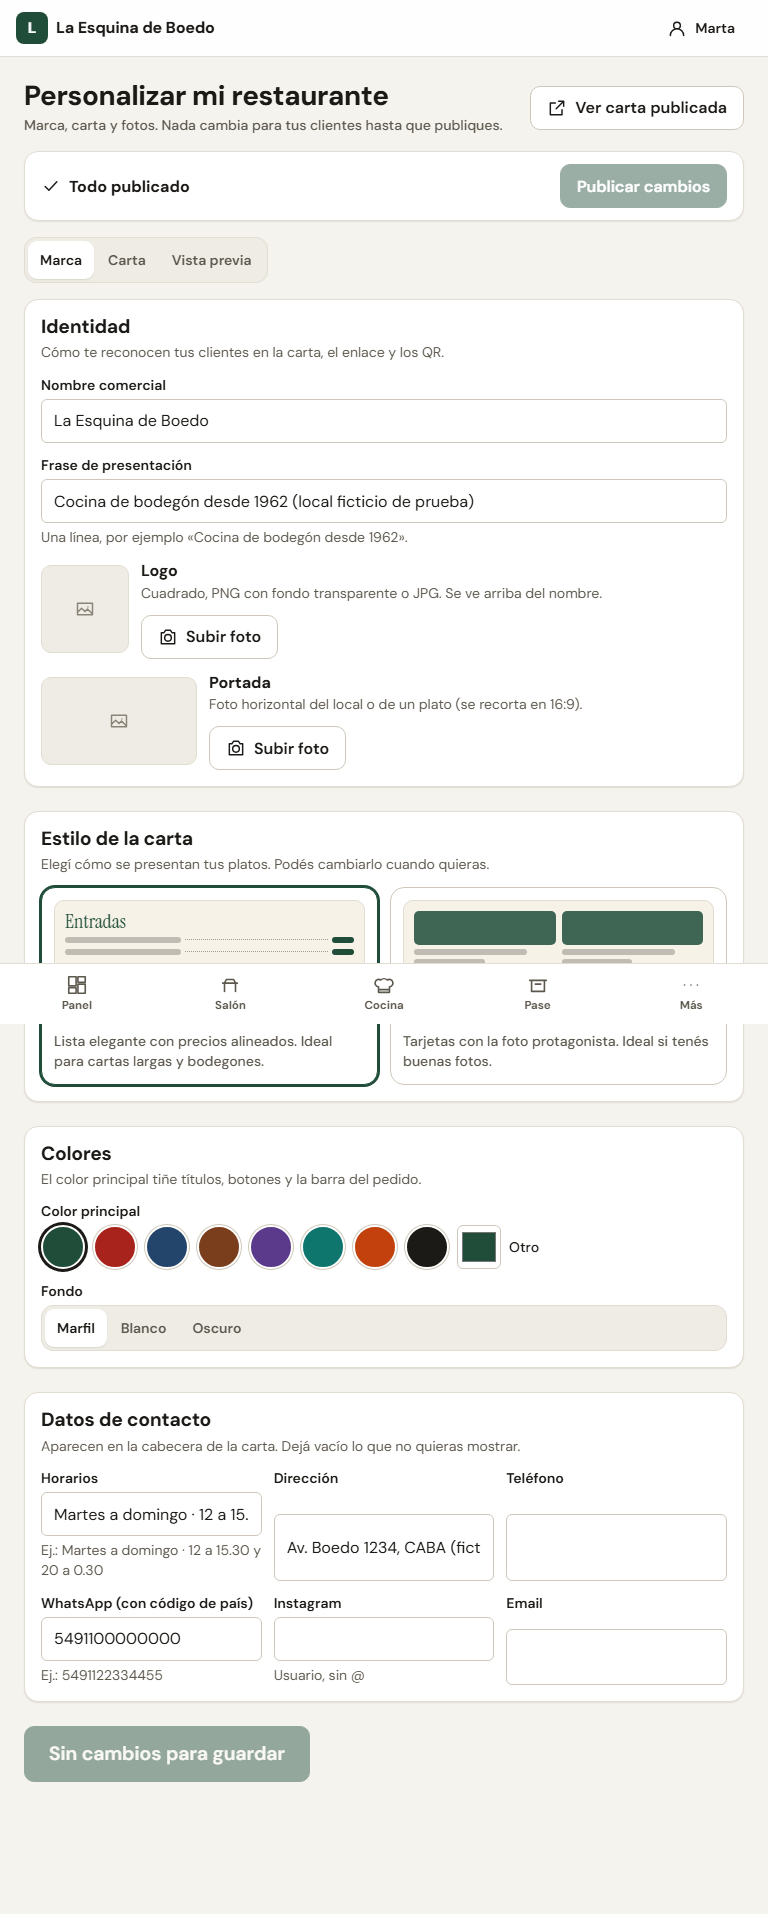 L La Esquina de Boedo
Marta
Personalizar mi restaurante
Marca, carta y fotos. Nada cambia para tus clientes hasta que publiques.
Ver carta publicada
Todo publicado
Publicar cambios
Marca Carta Vista previa
Identidad
Cómo te reconocen tus clientes en la carta, el enlace y los QR.
Nombre comercial
La Esquina de Boedo
Frase de presentación
Cocina de bodegón desde 1962 (local ficticio de prueba)
Una línea, por ejemplo «Cocina de bodegón desde 1962».
Logo
Cuadrado, PNG con fondo transparente o JPG. Se ve arriba del nombre.
Subir foto
Portada
Foto horizontal del local o de un plato (se recorta en 16:9).
Subir foto
Estilo de la carta
Elegí cómo se presentan tus platos. Podés cambiarlo cuando quieras.
Entradas
Panel Salón Cocina Pase Más
Lista elegante con precios alineados. Ideal
para cartas largas y bodegones.
Tarjetas con la foto protagonista. Ideal si tenés
buenas fotos.
Colores
El color principal tiñe títulos, botones y la barra del pedido.
Color principal
Otro
Fondo
Marfil Blanco Oscuro
Datos de contacto
Aparecen en la cabecera de la carta. Dejá vacío lo que no quieras mostrar.
Horarios
Martes a domingo · 12 a 15.
Ej.: Martes a domingo · 12 a 15.30 y
20 a 0.30
Dirección
Av. Boedo 1234, CABA (fict
Teléfono
WhatsApp (con código de país)
5491100000000
Ej.: 5491122334455
Instagram
Usuario, sin @
Email
Sin cambios para guardar